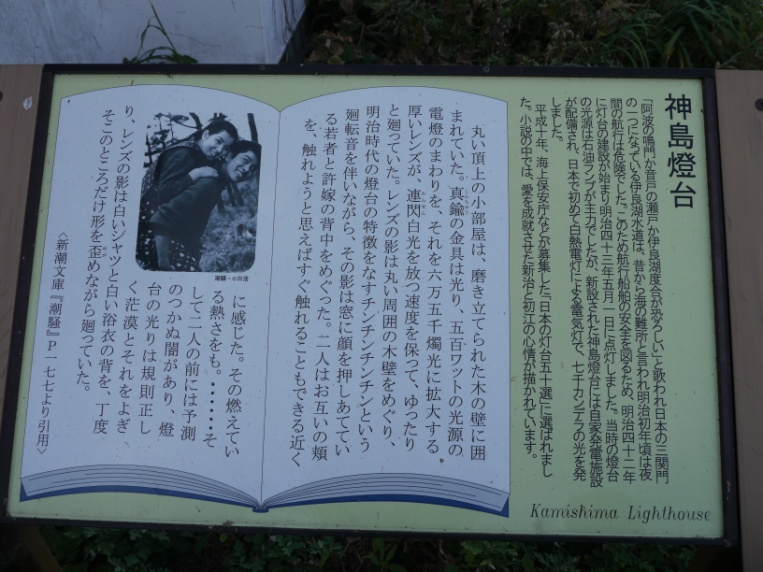 神島燈台
「阿波の鳴門か音戸の瀬戸か伊良湖度合が恐ろしい」と歌われ日本の三関門
の一つになっている伊良湖水道は、昔から海の難所と言われ明治初年頃は夜
間の航行は危険でした。このため航行船舶の安全を図るため、明治四十二年
に灯台の建設が始まり明治四十三年五月一日に点灯しました。当時の燈台
の光源は石油ランプが主力でしたが、新設された神島燈台には自家発電施設
が配備され、日本で初めて白熱電灯による電気灯で、七千カンデラの光を発
しました。
平成十年、海上保安庁などが募集した「日本の灯台五十選」に選ばれまし
た。小説の中では、愛を成就させた新治と初江の心情が描かれています。
丸い頂上の小部屋は、磨き立てられた木の壁に囲
まれていた。真鍮の金具は光り、五百ワットの光源の
電燈のまわりを、それを六万五千燭光に拡大する
厚いレンズが、連閃白光を放つ速度を保って、ゆったり
と廻っていた。レンズの影は丸い周囲の木壁をめぐり、
明治時代の燈台の特徴をなすチンチンチンチンという
廻転音を伴いながら、その影は窓に顔を押しあててい
る若者と許嫁の背中をめぐった。二人はお互いの頬
を、触れようと思えばすぐ触れることもできる近く
潮騒・小田浩
に感じた。その燃えてい
る熱さをも。・・・・・・そ
して二人の前には予測
のつかぬ闇があり、燈
台の光りは規則正し
く茫漠とそれをよぎ
り、レンズの影は白いシャツと白い浴衣の背を、丁度
そこのところだけ形を歪めながら廻っていた。
〈新潮文庫『潮騒』P一七七より引用〉
Kamishima Lighthouse